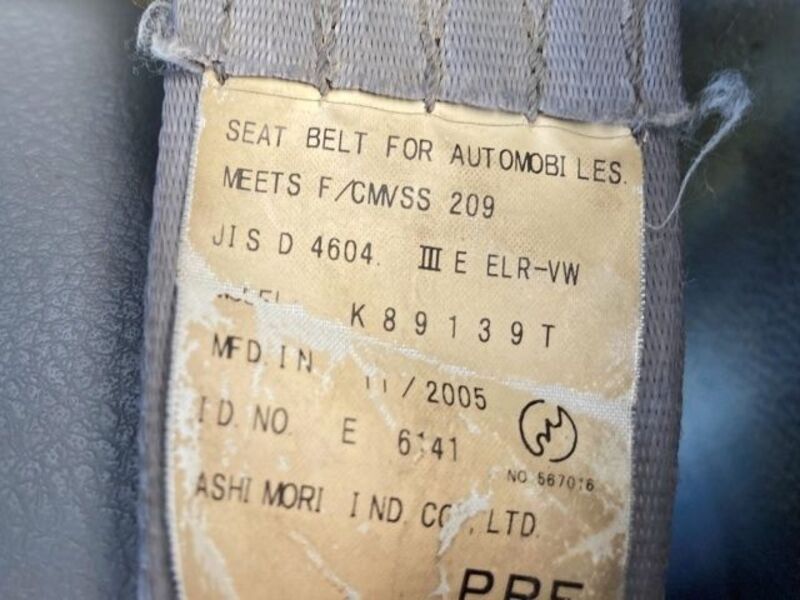 SEAT BELT FOR AUTOMOBILES.
MEETS F/CMVSS 209
JIS D 4604. III E ELR-VW
K89139T
MFD. IN 11/2005
I D. NO. E 6141
NO. 567016
ASHIMORI IND. CO., LTD.